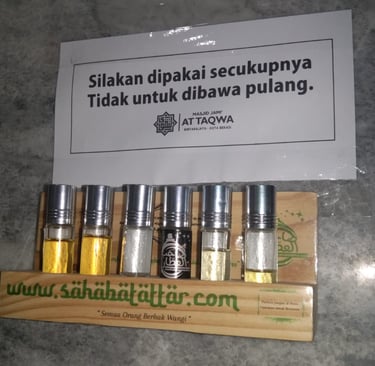 Silakan dipakai secukupnya
Tidak untuk dibawa pulang.
MASJID JAMI'
AT TAQWA
www.sahabatattar.com
"Semua Orang Berhak Wangi"